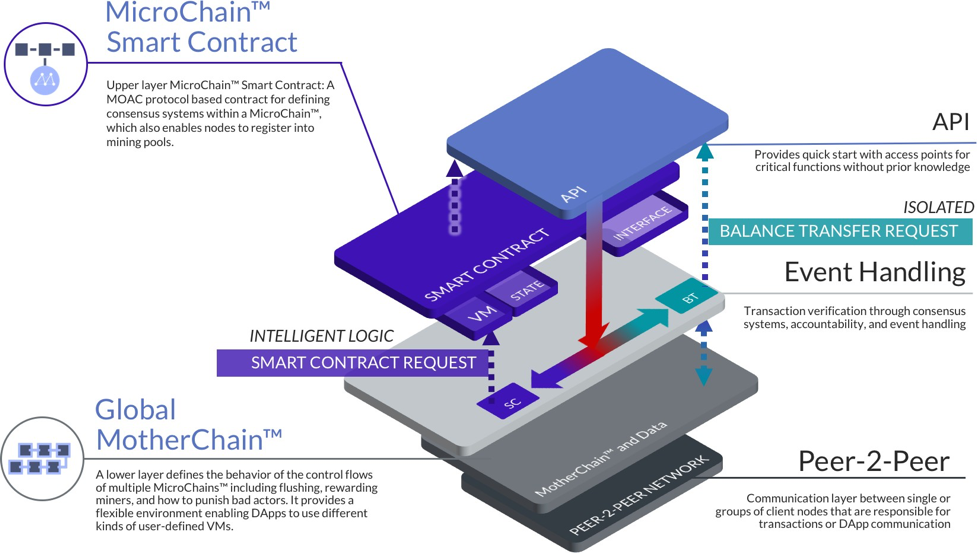 MicroChain™
Smart Contract
Upper layer MicroChain™ Smart Contract: A
MOAC protocol based contract for defining
consensus systems within a MicroChain™,
which also enables nodes to register into
mining pools.
API
Provides quick start with access points for
critical functions without prior knowledge
ISOLATED
BALANCE TRANSFER REQUEST
Event Handling
Transaction verification through consensus
systems, accountability, and event handling
API
INTERFACE
SMART CONTRACT
STATE
VM
BT
SC
INTELLIGENT LOGIC
SMART CONTRACT REQUEST
Global
MotherChain™
A lower layer defines the behavior of the control flows
of multiple MicroChains™ including flushing, rewarding
miners, and how to punish bad actors. It provides a
flexible environment enabling DApps to use different
kinds of user-defined VMs.
MotherChain™ and Data
PEER-2-PEER NETWORK
Peer-2-Peer
Communication layer between single or
groups of client nodes that are responsible for
transactions or DApp communication